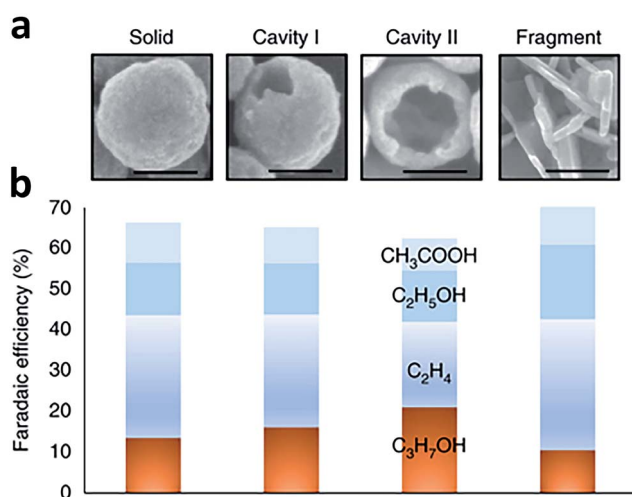 a
Solid
Cavity I
Cavity II
Fragment
b
Faradaic efficiency (%)
70
60
50
40
30
20
10
0
CH₃COOH
C₂H₅OH
C₂H₄
C₃H₇OH